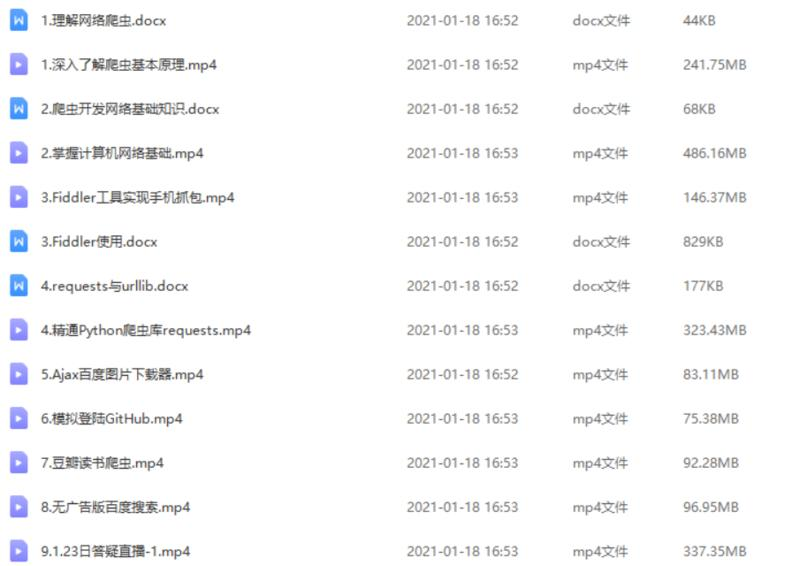 1.理解网络爬虫.docx 2021-01-18 16:52 docx文件 44KB
1.深入了解爬虫基本原理.mp4 2021-01-18 16:52 mp4文件 241.75MB
2.爬虫开发网络基础知识.docx 2021-01-18 16:52 docx文件 68KB
2.掌握计算机网络基础.mp4 2021-01-18 16:53 mp4文件 486.16MB
3.Fiddler工具实现手机抓包.mp4 2021-01-18 16:53 mp4文件 146.37MB
3.Fiddler使用.docx 2021-01-18 16:52 docx文件 829KB
4.requests与urllib.docx 2021-01-18 16:52 docx文件 177KB
4.精通Python爬虫库requests.mp4 2021-01-18 16:53 mp4文件 323.43MB
5.Ajax百度图片下载器.mp4 2021-01-18 16:52 mp4文件 83.11MB
6.模拟登陆GitHub.mp4 2021-01-18 16:53 mp4文件 75.38MB
7.豆瓣读书爬虫.mp4 2021-01-18 16:53 mp4文件 92.28MB
8.无广告版百度搜索.mp4 2021-01-18 16:53 mp4文件 96.95MB
9.1.23日答疑直播-1.mp4 2021-01-18 16:53 mp4文件 337.35MB